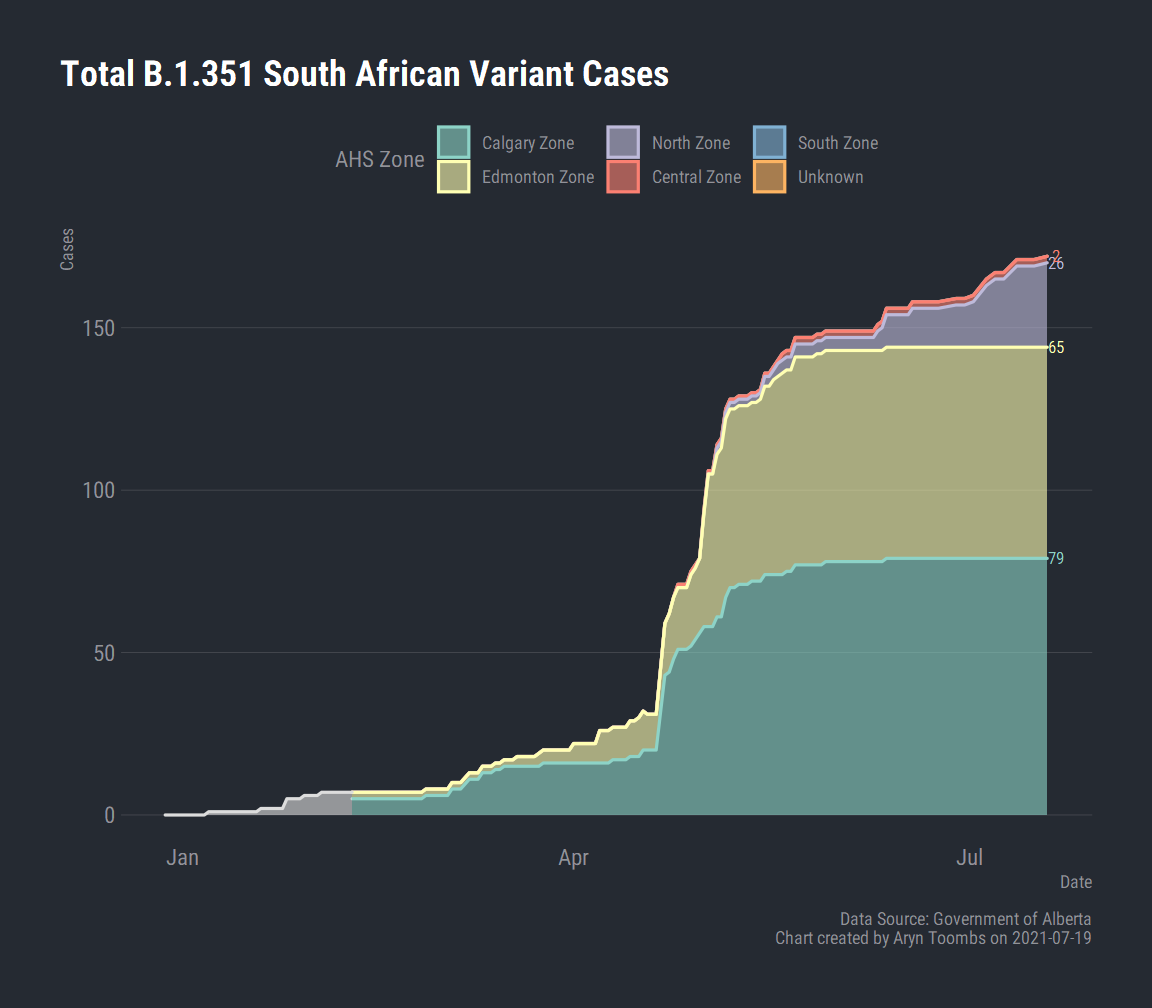 Total B.1.351 South African Variant Cases
AHS Zone
Calgary Zone
North Zone
South Zone
Edmonton Zone
Central Zone
Unknown
Cases
2
26
150
65
100
79
50
0
Jan
Apr
Jul
Date
Data Source: Government of Alberta
Chart created by Aryn Toombs on 2021-07-19